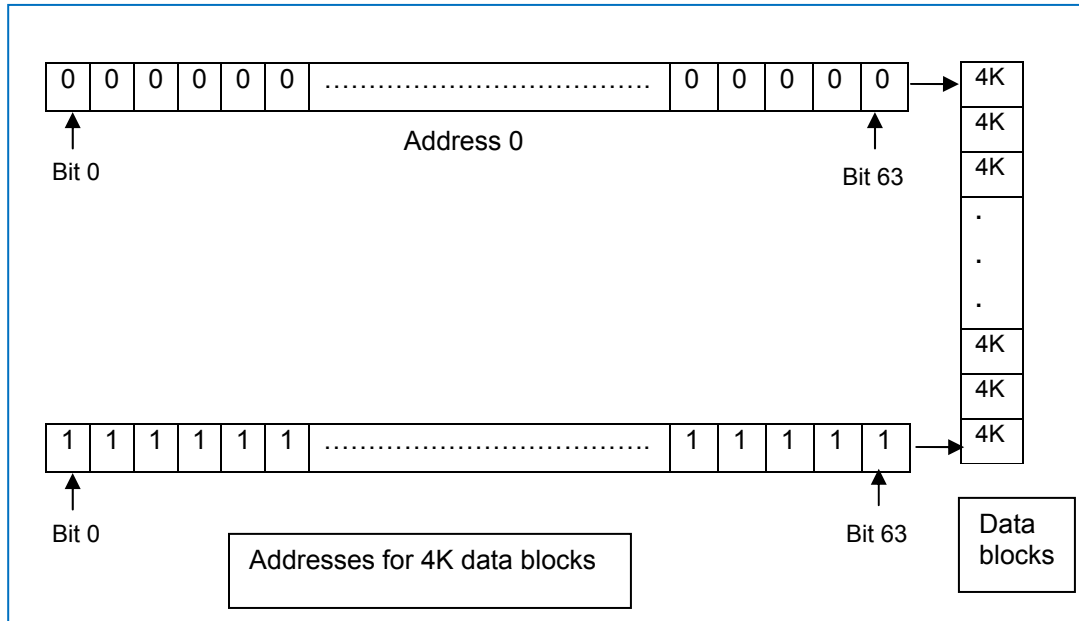 0 0 0 0 0 0 ..................................... 0 0 0 0 0
4K
Address 0
4K
Bit 0
Bit 63
4K
.
.
.
4K
4K
1 1 1 1 1 1 ..................................... 1 1 1 1 1
4K
Bit 0
Bit 63
Addresses for 4K data blocks
Data
blocks